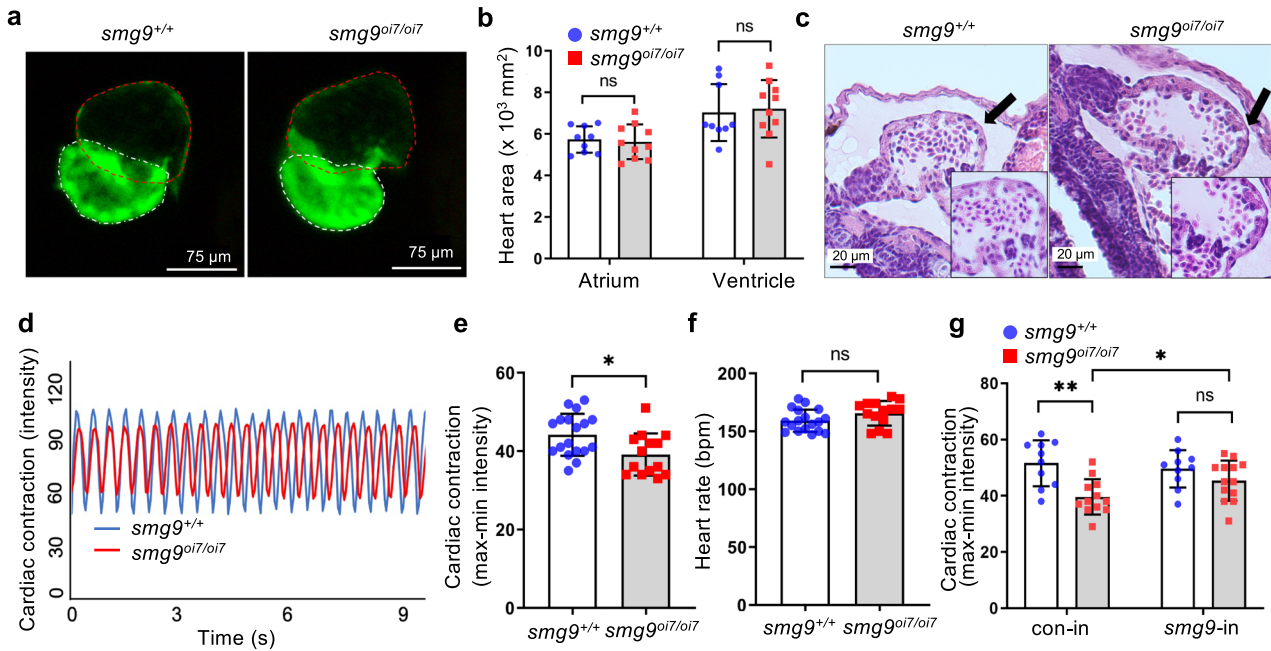 a
smg9+/+
smg9oi7/oi7
75 µm
75 µm
b
smg9+/+
smg9oi7/oi7
Heart area (x 10³ mm²)
10
8
6
4
2
0
ns
ns
Atrium
Ventricle
c
smg9+/+
smg9oi7/oi7
20 µm
20 µm
d
Cardiac contraction (intensity)
120
90
60
30
0
smg9+/+
smg9oi7/oi7
0
3
6
9
Time (s)
e
Cardiac contraction
(max-min intensity)
60
40
20
0
*
smg9+/+
smg9oi7/oi7
f
Heart rate (bpm)
200
150
100
50
0
ns
smg9+/+
smg9oi7/oi7
g
smg9+/+
smg9oi7/oi7
Cardiac contraction
(max-min intensity)
80
60
40
20
0
**
*
ns
con-in
smg9-in